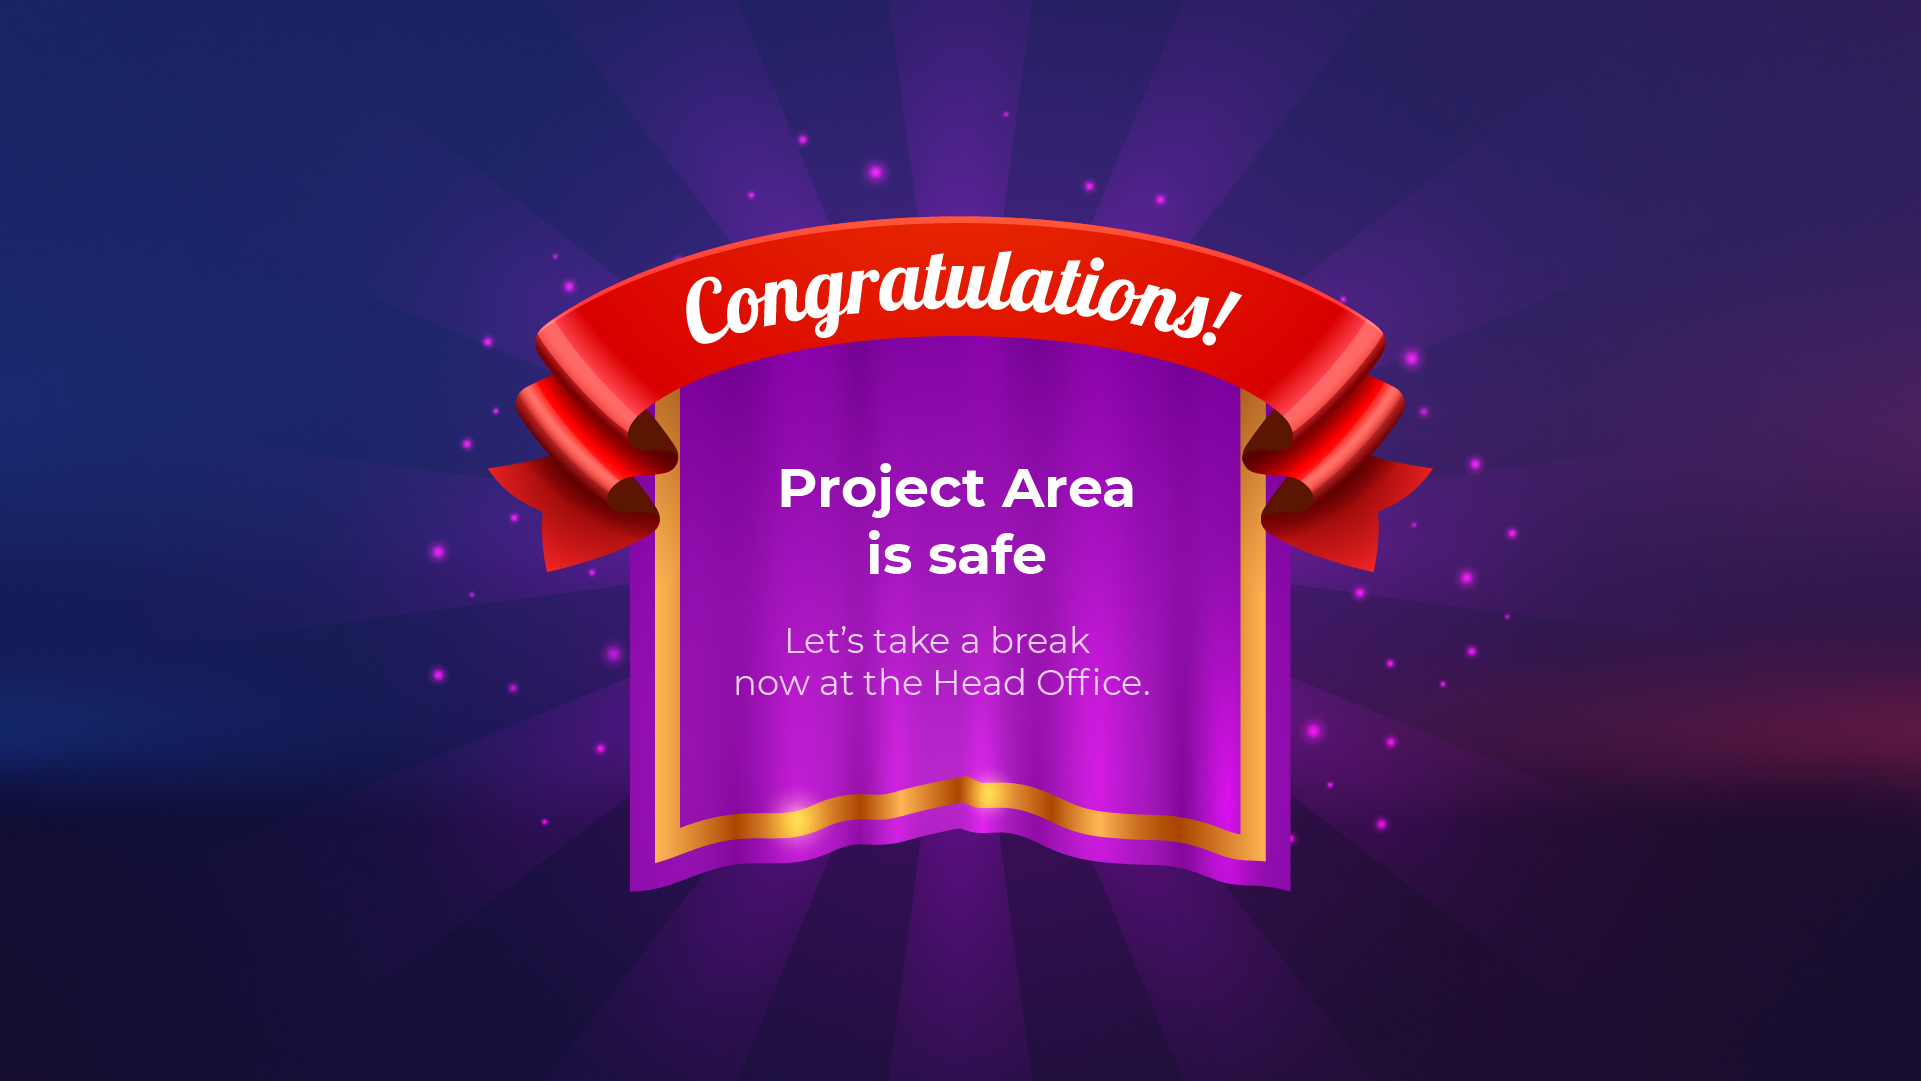 Congratulations!
Project Area
is safe
Let’s take a break
now at the Head Office.